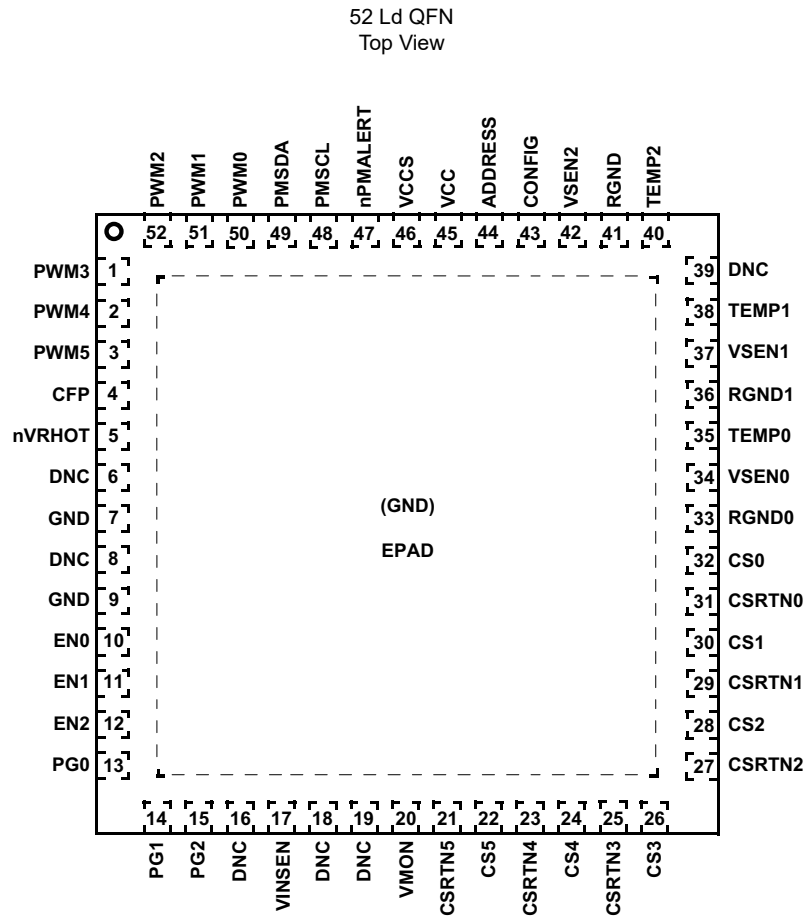 52 Ld QFN
Top View
PWM2 PWM1 PWM0 PMSDA PMSCL nPMALERT VCCS VCC ADDRESS CONFIG VSEN2 RGND TEMP2
52 51 50 49 48 47 46 45 44 43 42 41 40
PWM3 1
PWM4 2
PWM5 3
CFP 4
nVRHOT 5
DNC 6
GND 7
DNC 8
GND 9
EN0 10
EN1 11
EN2 12
PG0 13
(GND)
EPAD
39 DNC
38 TEMP1
37 VSEN1
36 RGND1
35 TEMP0
34 VSEN0
33 RGND0
32 CS0
31 CSRTN0
30 CS1
29 CSRTN1
28 CS2
27 CSRTN2
14 15 16 17 18 19 20 21 22 23 24 25 26
PG1 PG2 DNC VINSEN DNC DNC VMON CSRTN5 CS5 CSRTN4 CS4 CSRTN3 CS3